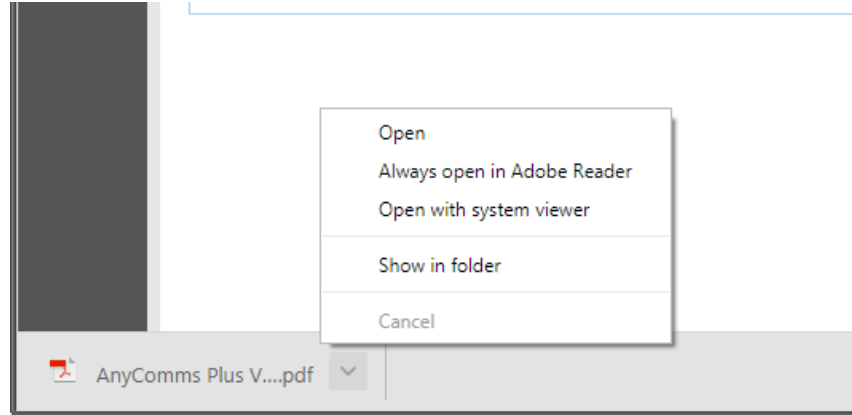 Open
Always open in Adobe Reader
Open with system viewer
Show in folder
Cancel
AnyComms Plus V....pdf